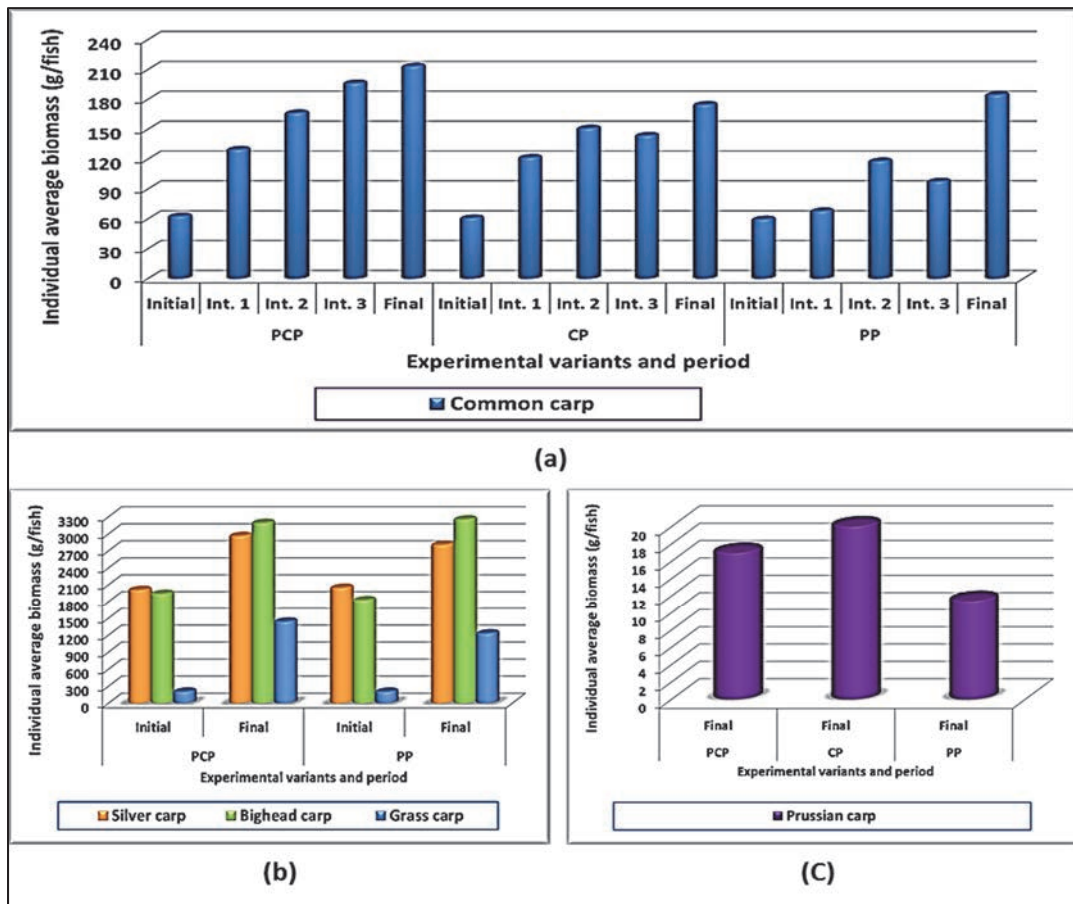 Individual average biomass (g/fish)
240
210
180
150
120
90
60
30
0
Initial Int. 1 Int. 2 Int. 3 Final Initial Int. 1 Int. 2 Int. 3 Final Initial Int. 1 Int. 2 Int. 3 Final
PCP CP PP
Experimental variants and period
Common carp
(a)
Individual average biomass (g/fish)
3300
3000
2700
2400
2100
1800
1500
1200
900
600
300
0
Initial Final Initial Final
PCP PP
Experimental variants and period
Silver carp Bighead carp Grass carp
(b)
Individual average biomass (g/fish)
20
18
16
14
12
10
8
6
4
2
0
Final Final Final
PCP CP PP
Experimental variants and period
Prussian carp
(C)